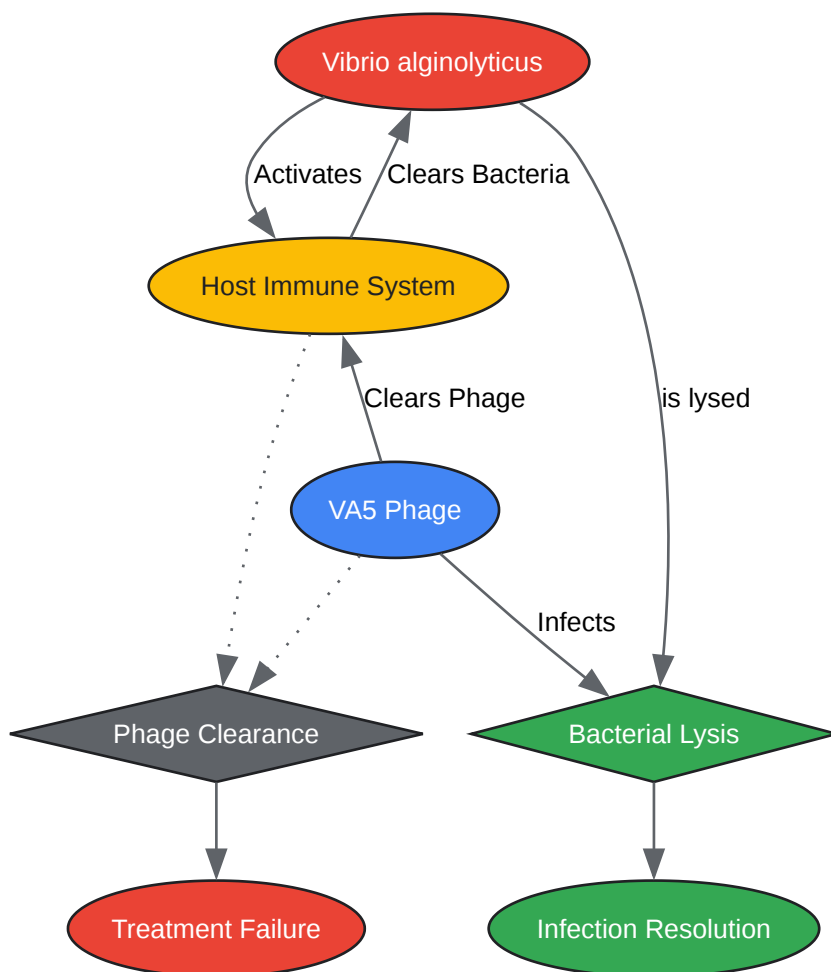 Vibrio alginolyticus
Activates
Clears Bacteria
Host Immune System
Clears Phage
is lysed
VA5 Phage
Infects
Phage Clearance
Bacterial Lysis
Treatment Failure
Infection Resolution